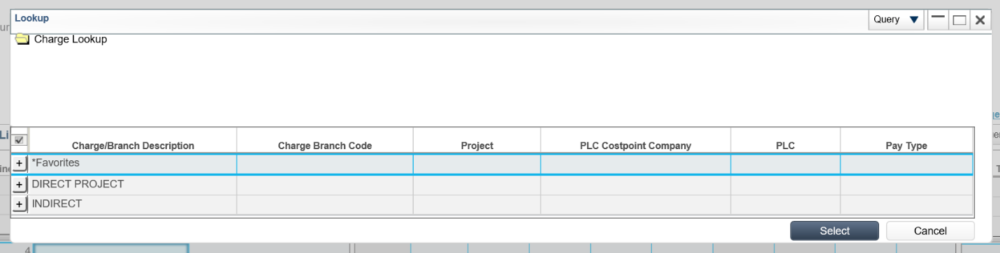 Lookup
Query
Charge Lookup
Charge/Branch Description Charge Branch Code Project PLC Costpoint Company PLC Pay Type
+ *Favorites
+ DIRECT PROJECT
+ INDIRECT
Select Cancel
4